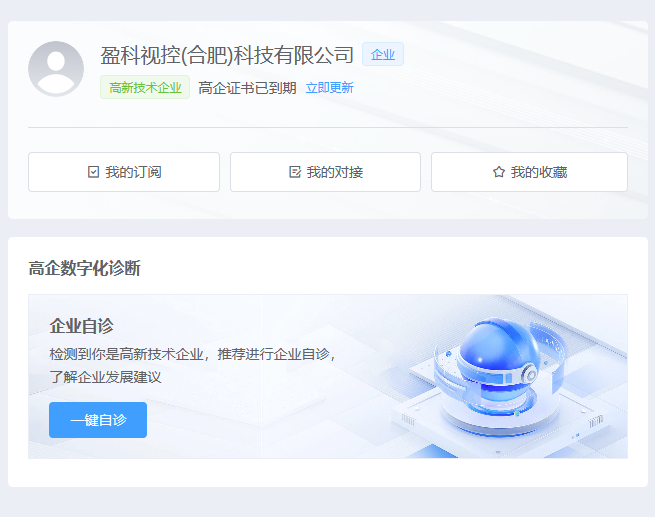 盈科视控(合肥)科技有限公司 企业
高新技术企业 高企证书已到期 立即更新
我的订阅 我的对接 我的收藏
高企数字化诊断
企业自诊
检测到你是高新技术企业，推荐进行企业自诊，
了解企业发展建议
一键自诊